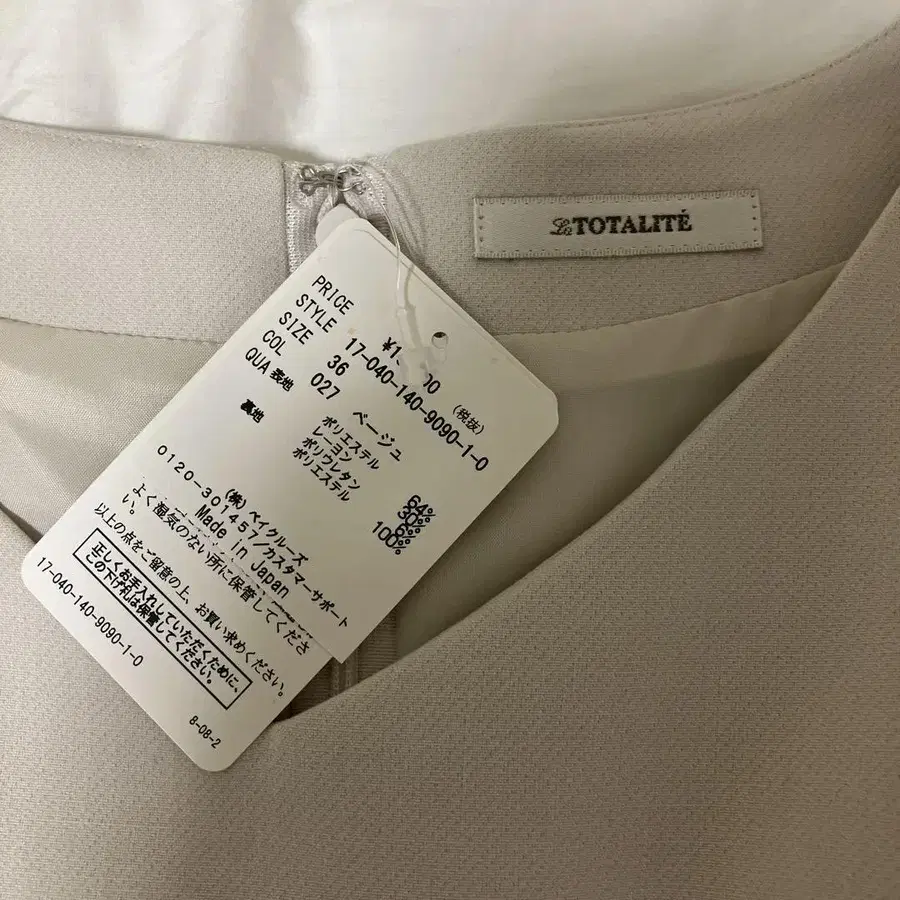 La TOTALITÉ
PRICE
STYLE 17-040-140-9090-1-0
SIZE 36
COL 027 ベージュ
QUA 表地 ポリエステル 64%
レーヨン 30%
ポリウレタン 6%
裏地 ポリエステル 100%
(税抜)
(株)ベイクルーズ
0120-301457/カスタマーサポート
Made in Japan
よく湿気のない所に保管してくださ
い。
以上の点をご留意の上、お買い求めください。
正しくお手入れしていただくために、
この下げ札は保管してください。
17-040-140-9090-1-0
8-08-2